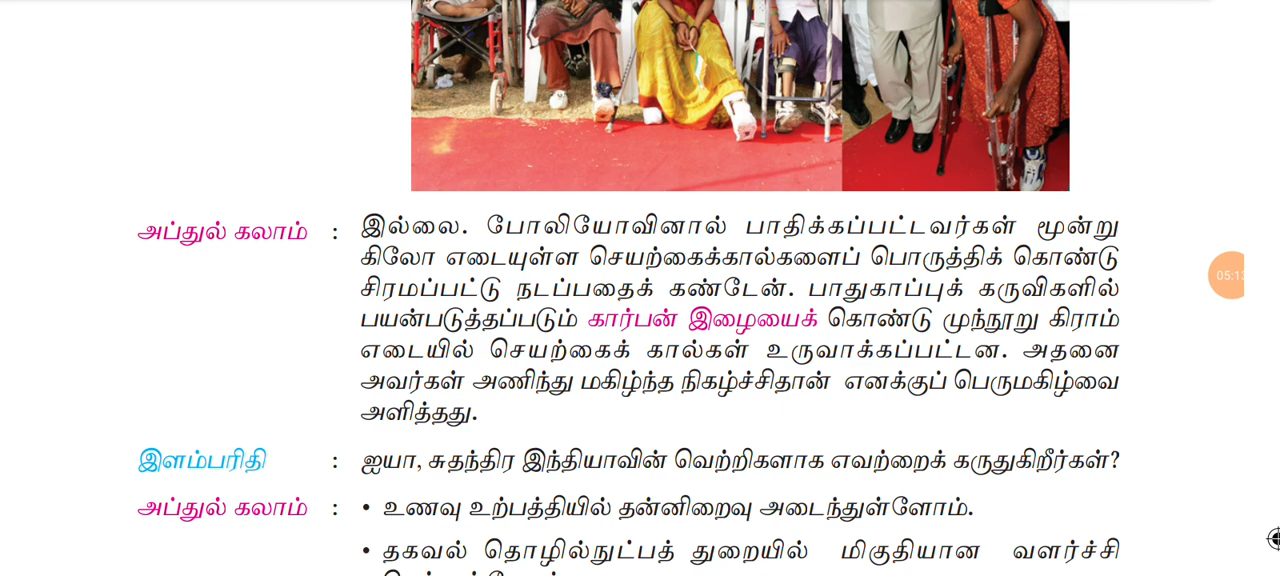 அப்துல் கலாம் : இல்லை. போலியோவினால் பாதிக்கப்பட்டவர்கள் மூன்று
கிலோ எடையுள்ள செயற்கைக்கால்களைப் பொருத்திக் கொண்டு
சிரமப்பட்டு நடப்பதைக் கண்டேன். பாதுகாப்புக் கருவிகளில்
பயன்படுத்தப்படும் கார்பன் இழையைக் கொண்டு முந்நூறு கிராம்
எடையில் செயற்கைக் கால்கள் உருவாக்கப்பட்டன. அதனை
அவர்கள் அணிந்து மகிழ்ந்த நிகழ்ச்சிதான் எனக்குப் பெருமகிழ்வை
அளித்தது.
இளம்பரிதி : ஐயா, சுதந்திர இந்தியாவின் வெற்றிகளாக எவற்றைக் கருதுகிறீர்கள்?
அப்துல் கலாம் : • உணவு உற்பத்தியில் தன்னிறைவு அடைந்துள்ளோம்.
• தகவல் தொழில்நுட்பத் துறையில் மிகுதியான வளர்ச்சி